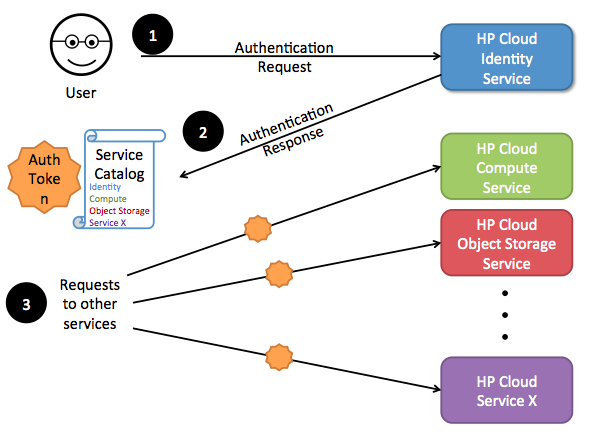 1
Authentication
Request
HP Cloud
Identity
Service
User
2
Authentication
Response
Auth
Toke
n
Service
Catalog
Identity
Compute
Object Storage
Service X
HP Cloud
Compute
Service
HP Cloud
Object Storage
Service
3
Requests
to other
services
HP Cloud
Service X